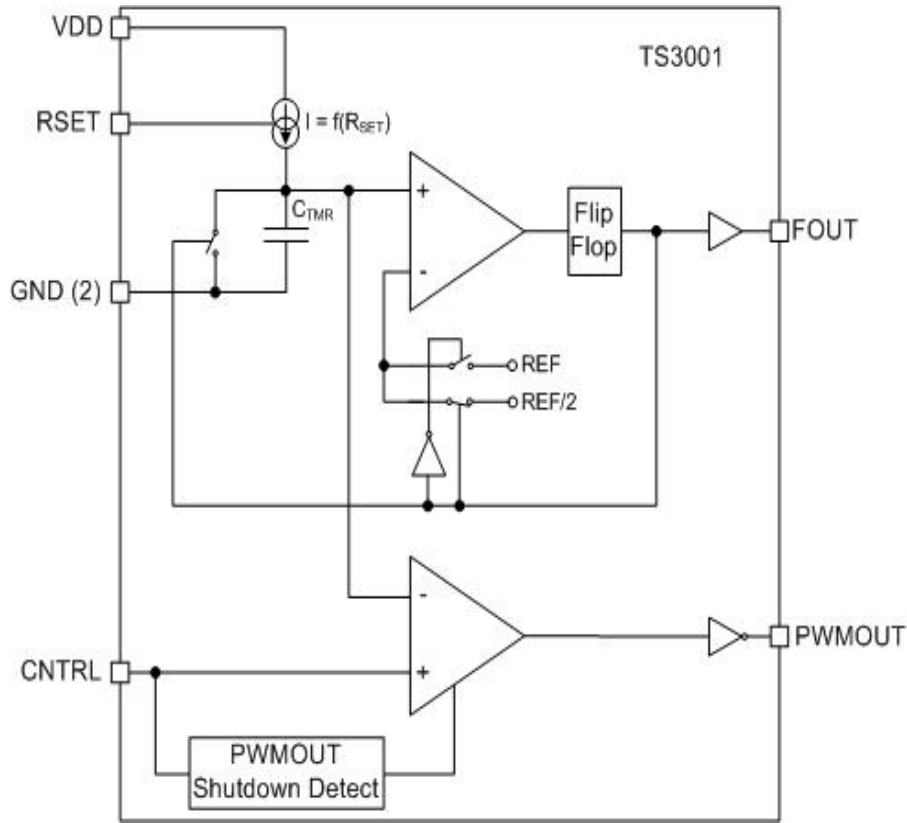 VDD
TS3001
RSET
I = f(RSET)
+
CTMR
Flip
Flop
FOUT
-
GND (2)
REF
REF/2
-
PWMOUT
CNTRL
+
PWMOUT
Shutdown Detect